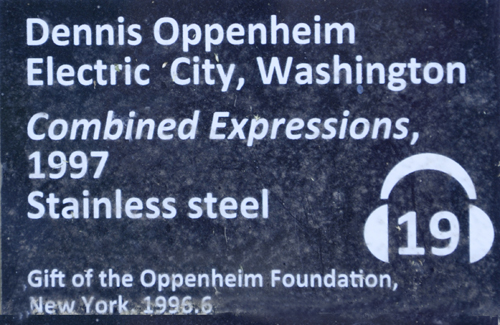 Dennis Oppenheim
Electric City, Washington
Combined Expressions,
1997
Stainless steel
19
Gift of the Oppenheim Foundation,
New York 1996.6